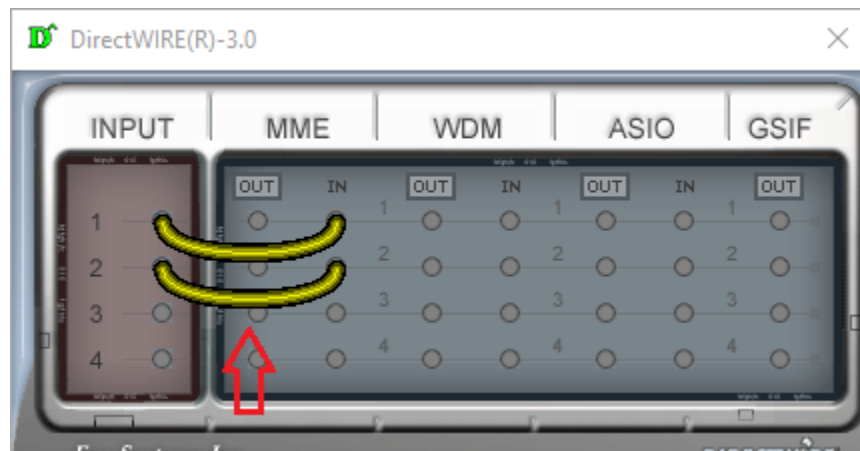 DirectWIRE(R)-3.0
INPUT MME WDM ASIO GSIF
OUT IN OUT IN OUT IN OUT
1 1 1 1
2 2 2 2
3 3 3 3
4 4 4 4
DIRECTWIRE